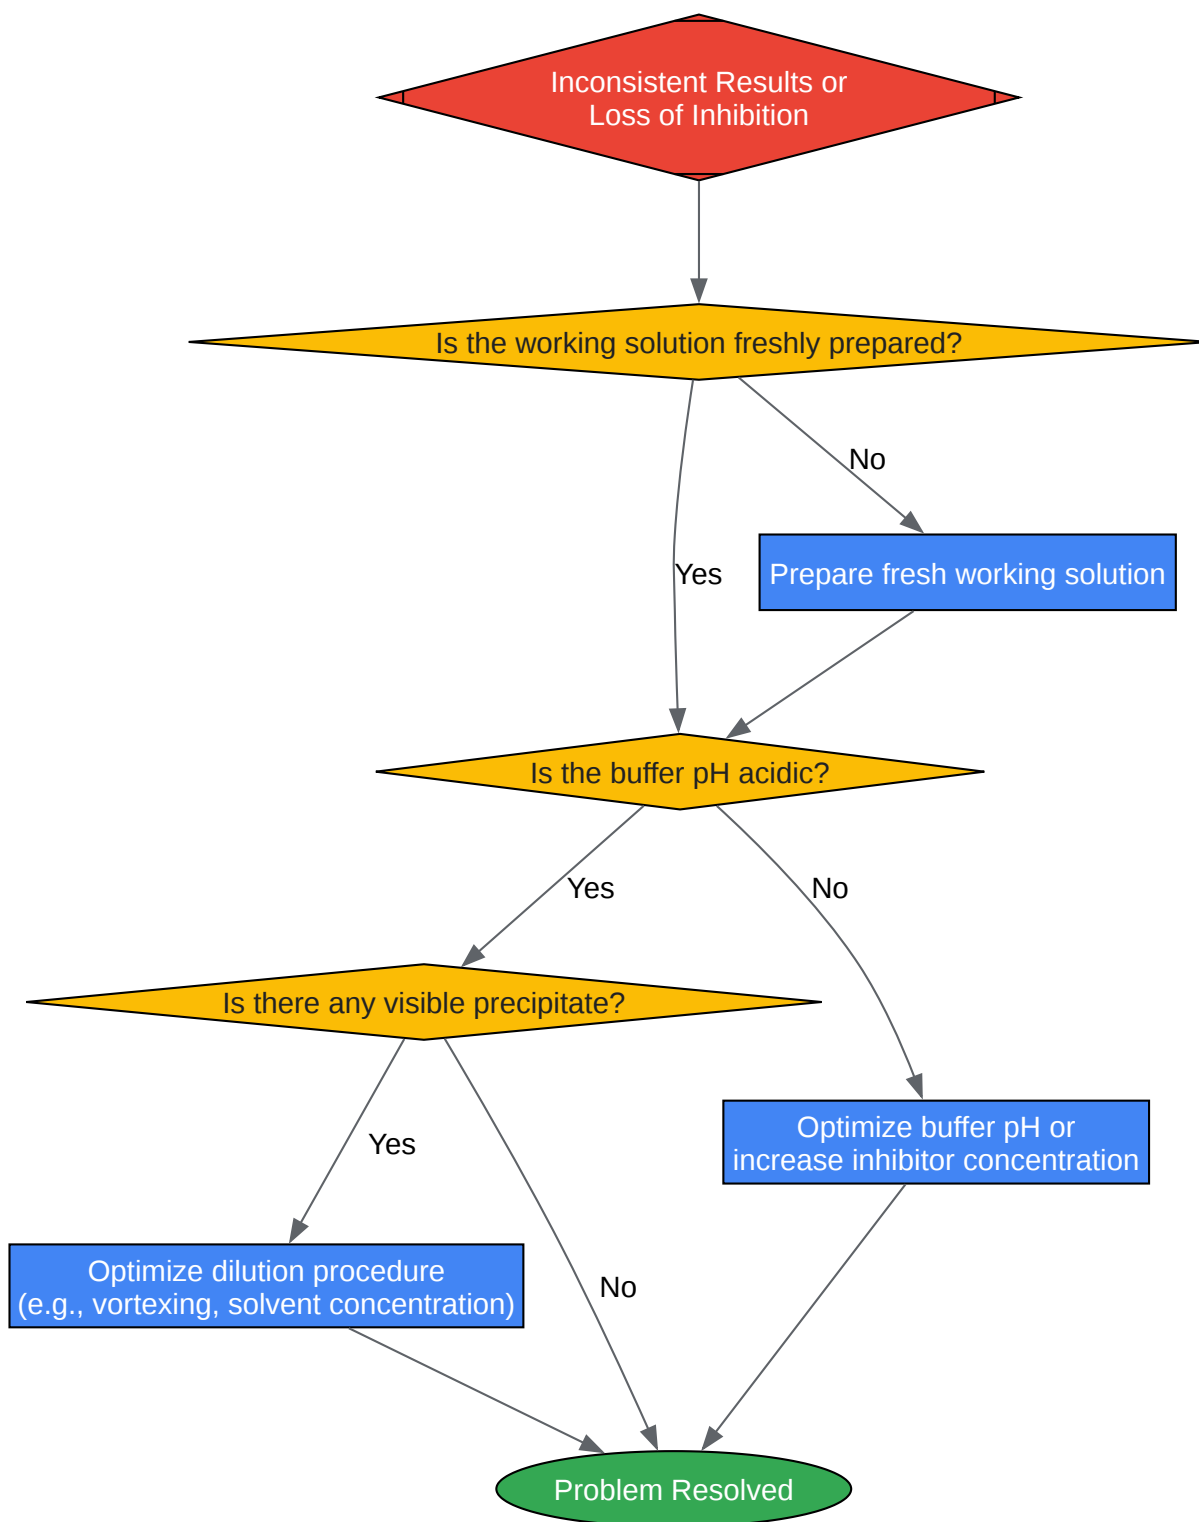 Inconsistent Results or
Loss of Inhibition
Is the working solution freshly prepared?
No
Yes
Prepare fresh working solution
Is the buffer pH acidic?
Yes
No
Is there any visible precipitate?
Optimize buffer pH or
increase inhibitor concentration
Yes
Optimize dilution procedure
(e.g., vortexing, solvent concentration)
No
Problem Resolved